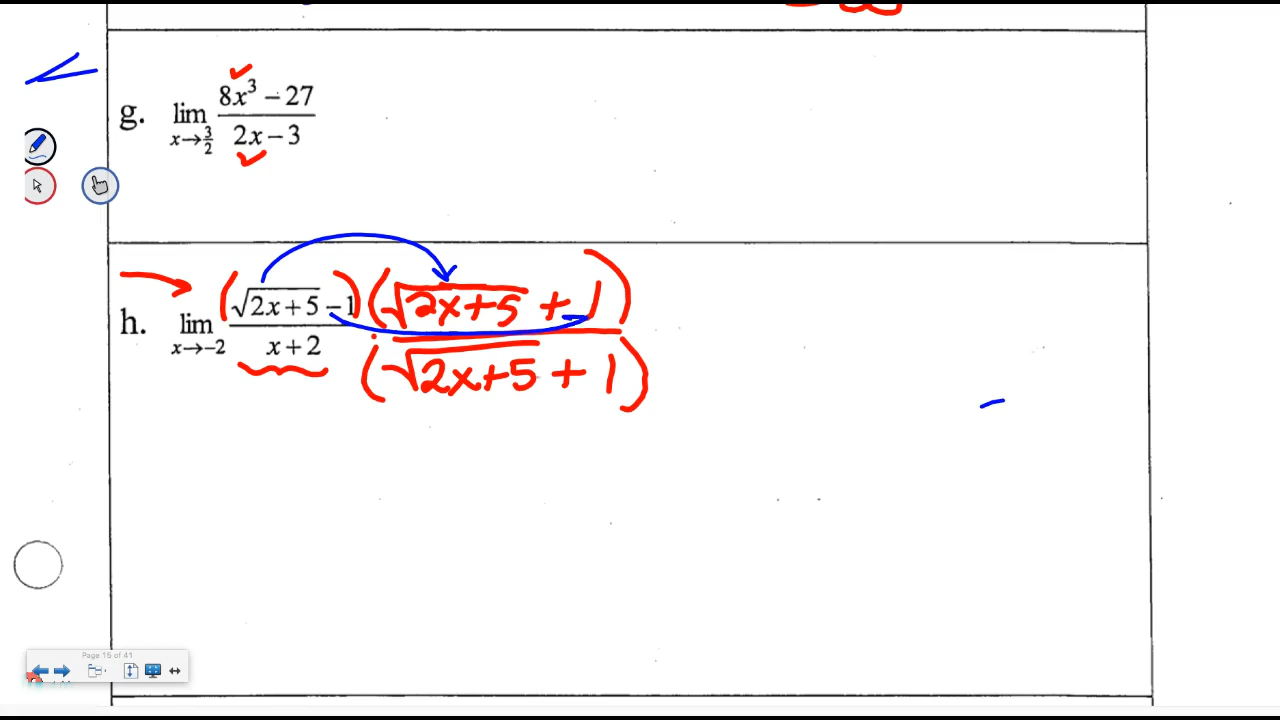 g. lim x→3/2 (8x³ − 27)/(2x − 3)
h. lim x→−2 (√(2x+5) − 1)/(x+2) (√(2x+5) + 1)/(√(2x+5) + 1)
Page 15 of 41